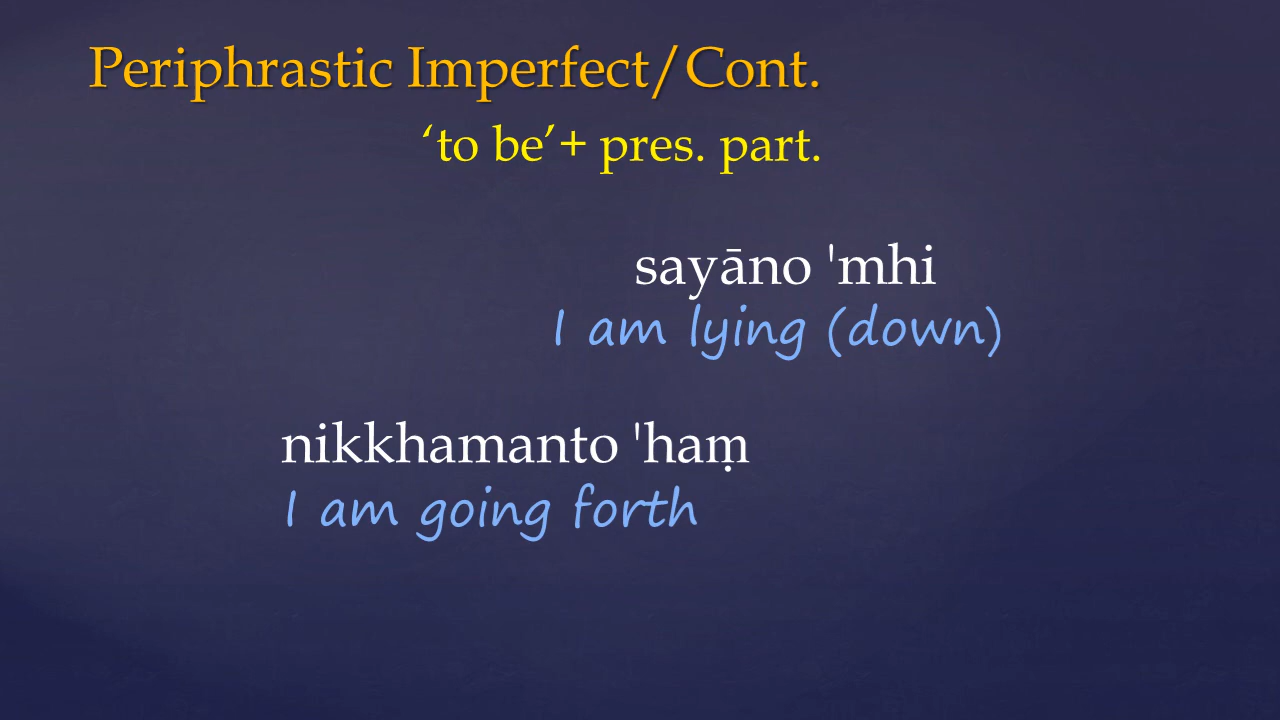 Periphrastic Imperfect/Cont.
‘to be’+ pres. part.
sayāno 'mhi
I am lying (down)
nikkhamanto 'haṃ
I am going forth